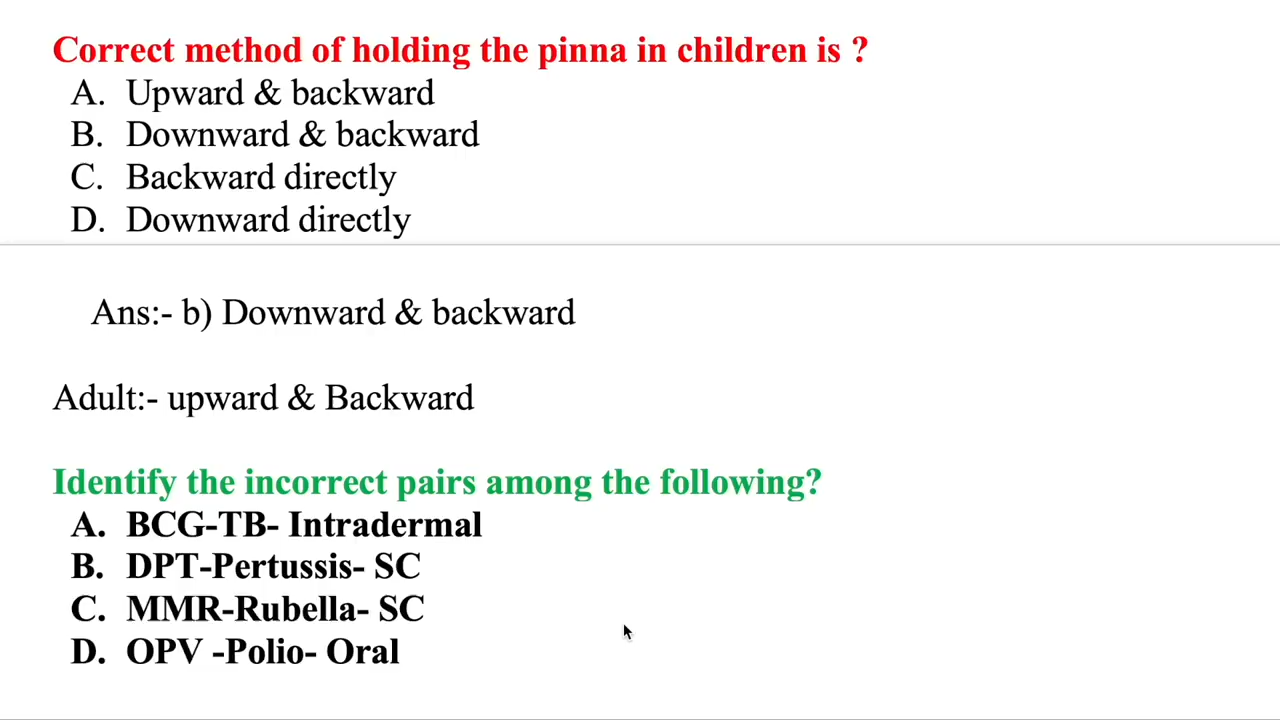 Correct method of holding the pinna in children is ?
A. Upward & backward
B. Downward & backward
C. Backward directly
D. Downward directly
Ans:- b) Downward & backward
Adult:- upward & Backward
Identify the incorrect pairs among the following?
A. BCG-TB- Intradermal
B. DPT-Pertussis- SC
C. MMR-Rubella- SC
D. OPV -Polio- Oral